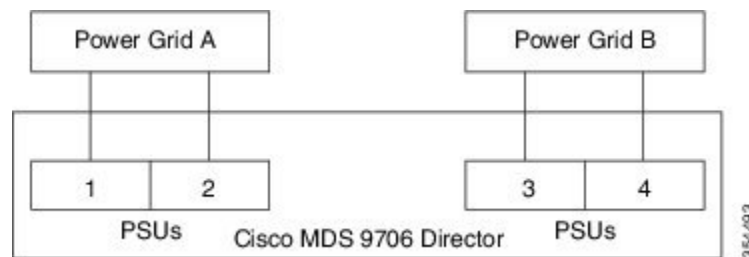 Power Grid A
Power Grid B
1 2 3 4
PSUs PSUs
Cisco MDS 9706 Director